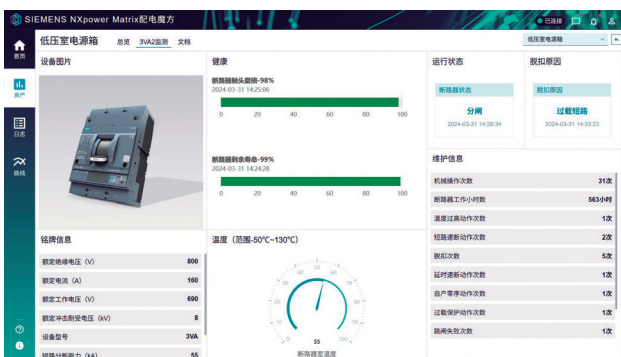 SIEMENS NXpower Matrix配电魔方
已连接
首页
资产
日志
曲线
低压室电源箱
总览
3VA2监测
文档
低压室电源箱
设备图片
健康
断路器触头磨损-98%
2024-03-31 14:25:06
0 20 40 60 80 100
断路器剩余寿命-99%
2024-03-31 14:24:28
0 20 40 60 80 100
运行状态
断路器状态
分闸
2024-03-31 14:26:34
脱扣原因
脱扣原因
过载短路
2024-03-31 14:33:23
维护信息
机械操作次数 31次
断路器工作小时数 563小时
温度过高动作次数 1次
短路速断动作次数 2次
脱扣次数 5次
延时速断动作次数 1次
自产零序动作次数 1次
过载保护动作次数 1次
跳闸失败次数 1次
铭牌信息
额定绝缘电压（V） 800
额定电流（A） 160
额定工作电压（V） 690
额定冲击耐受电压（kV） 8
设备型号 3VA
短路分断能力（kA） 55
温度（范围-50°C~130°C）
55
断路器室温度